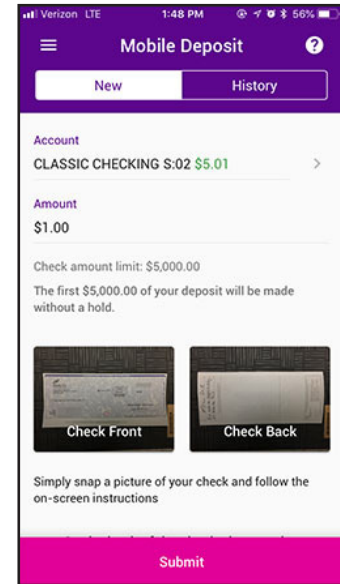 Verizon LTE 1:48 PM 56%
Mobile Deposit ?
New History
Account
CLASSIC CHECKING S:02 $5.01
Amount
$1.00
Check amount limit: $5,000.00
The first $5,000.00 of your deposit will be made
without a hold.
Check Front Check Back
Simply snap a picture of your check and follow the
on-screen instructions
Submit